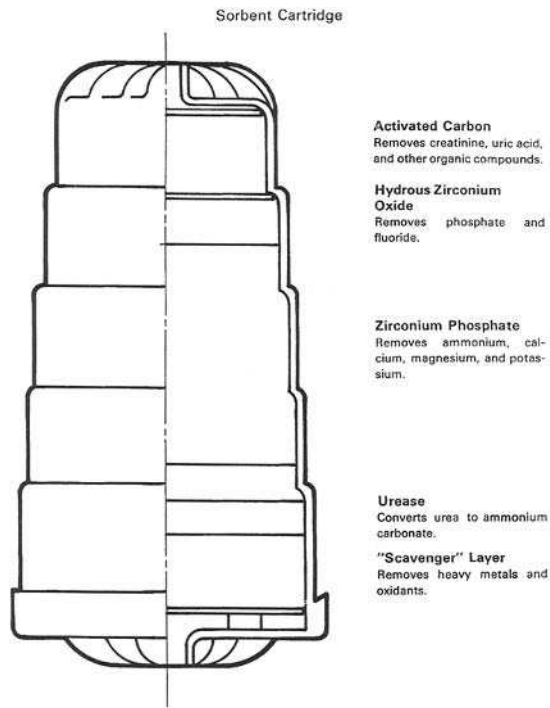 Sorbent Cartridge
Activated Carbon
Removes creatinine, uric acid,
and other organic compounds.
Hydrous Zirconium
Oxide
Removes phosphate and
fluoride.
Zirconium Phosphate
Removes ammonium, cal-
cium, magnesium, and potas-
sium.
Urease
Converts urea to ammonium
carbonate.
"Scavenger" Layer
Removes heavy metals and
oxidants.